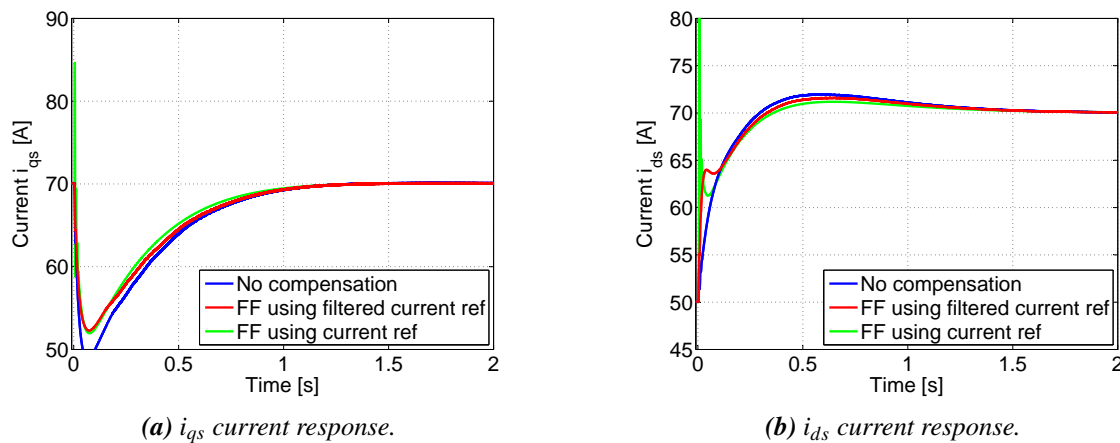 90
80
70
60
50
Current i_qs [A]
0
0.5
1
1.5
2
Time [s]
No compensation
FF using filtered current ref
FF using current ref
(a) i_qs current response.
80
75
70
65
60
55
50
45
Current i_ds [A]
0
0.5
1
1.5
2
Time [s]
No compensation
FF using filtered current ref
FF using current ref
(b) i_ds current response.